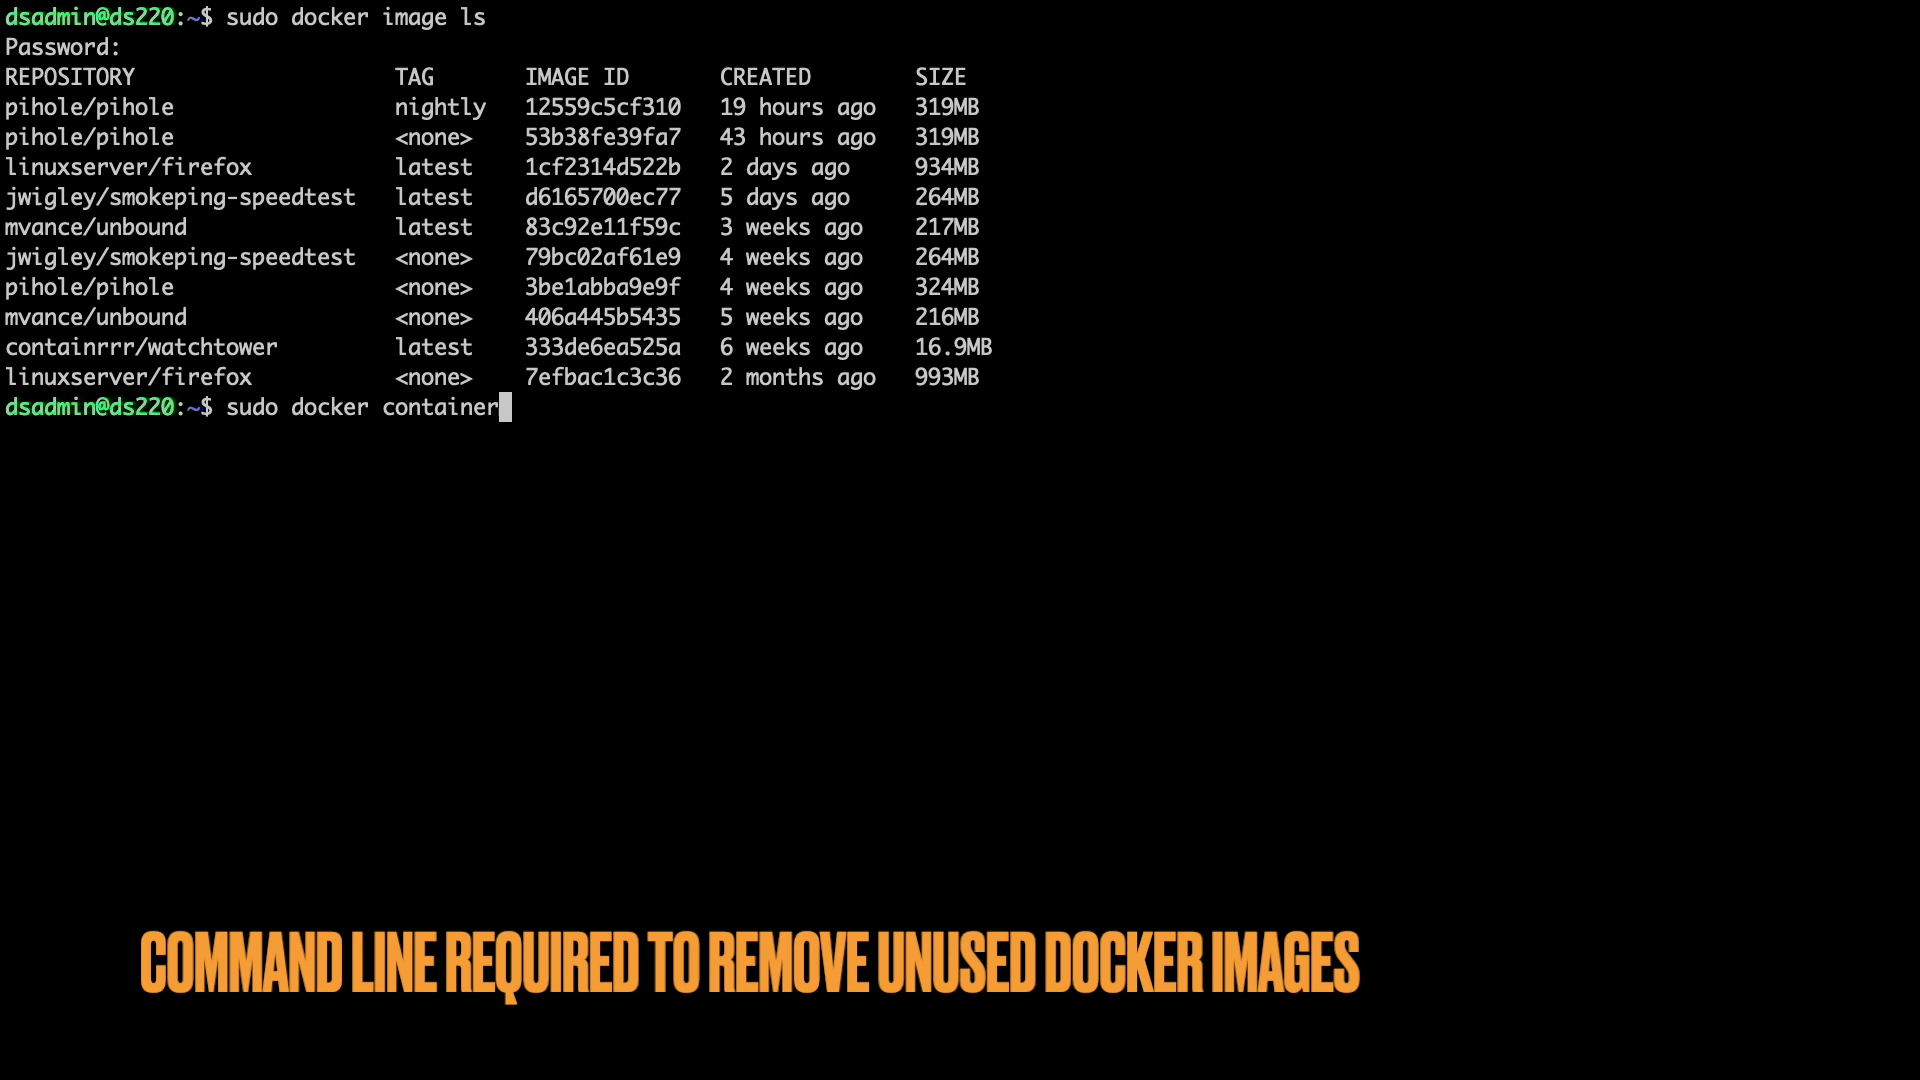 dsadmin@ds220:~$ sudo docker image ls
Password:
REPOSITORY TAG IMAGE ID CREATED SIZE
pihole/pihole nightly 12559c5cf310 19 hours ago 319MB
pihole/pihole <none> 53b38fe39fa7 43 hours ago 319MB
linuxserver/firefox latest 1cf2314d522b 2 days ago 934MB
jwigley/smokeping-speedtest latest d6165700ec77 5 days ago 264MB
mvance/unbound latest 83c92e11f59c 3 weeks ago 217MB
jwigley/smokeping-speedtest <none> 79bc02af61e9 4 weeks ago 264MB
pihole/pihole <none> 3be1abba9e9f 4 weeks ago 324MB
mvance/unbound <none> 406a445b5435 5 weeks ago 216MB
containrrr/watchtower latest 333de6ea525a 6 weeks ago 16.9MB
linuxserver/firefox <none> 7efbac1c3c36 2 months ago 993MB
dsadmin@ds220:~$ sudo docker container
COMMAND LINE REQUIRED TO REMOVE UNUSED DOCKER IMAGES